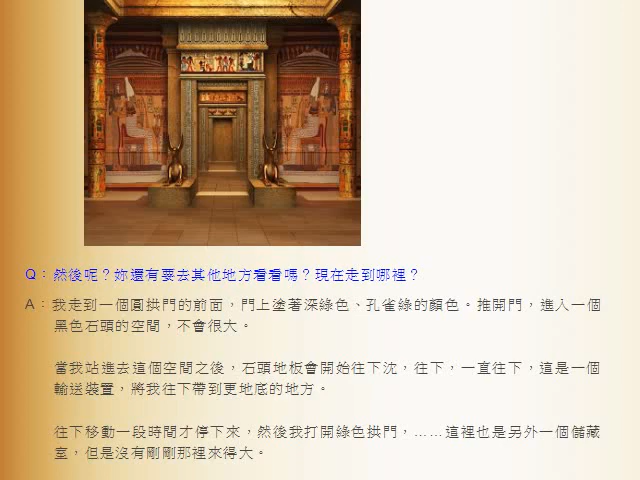 Q：然後呢？妳還有要去其他地方看看嗎？現在走到哪裡？
A：我走到一個圓拱門的前面，門上塗著深綠色、孔雀綠的顏色。推開門，進入一個
黑色石頭的空間，不會很大。
當我站進去這個空間之後，石頭地板會開始往下沈，往下，一直往下，這是一個
輸送裝置，將我往下帶到更地底的地方。
往下移動一段時間才停下來，然後我打開綠色拱門，……這裡也是另外一個儲藏
室，但是沒有剛剛那裡來得大。